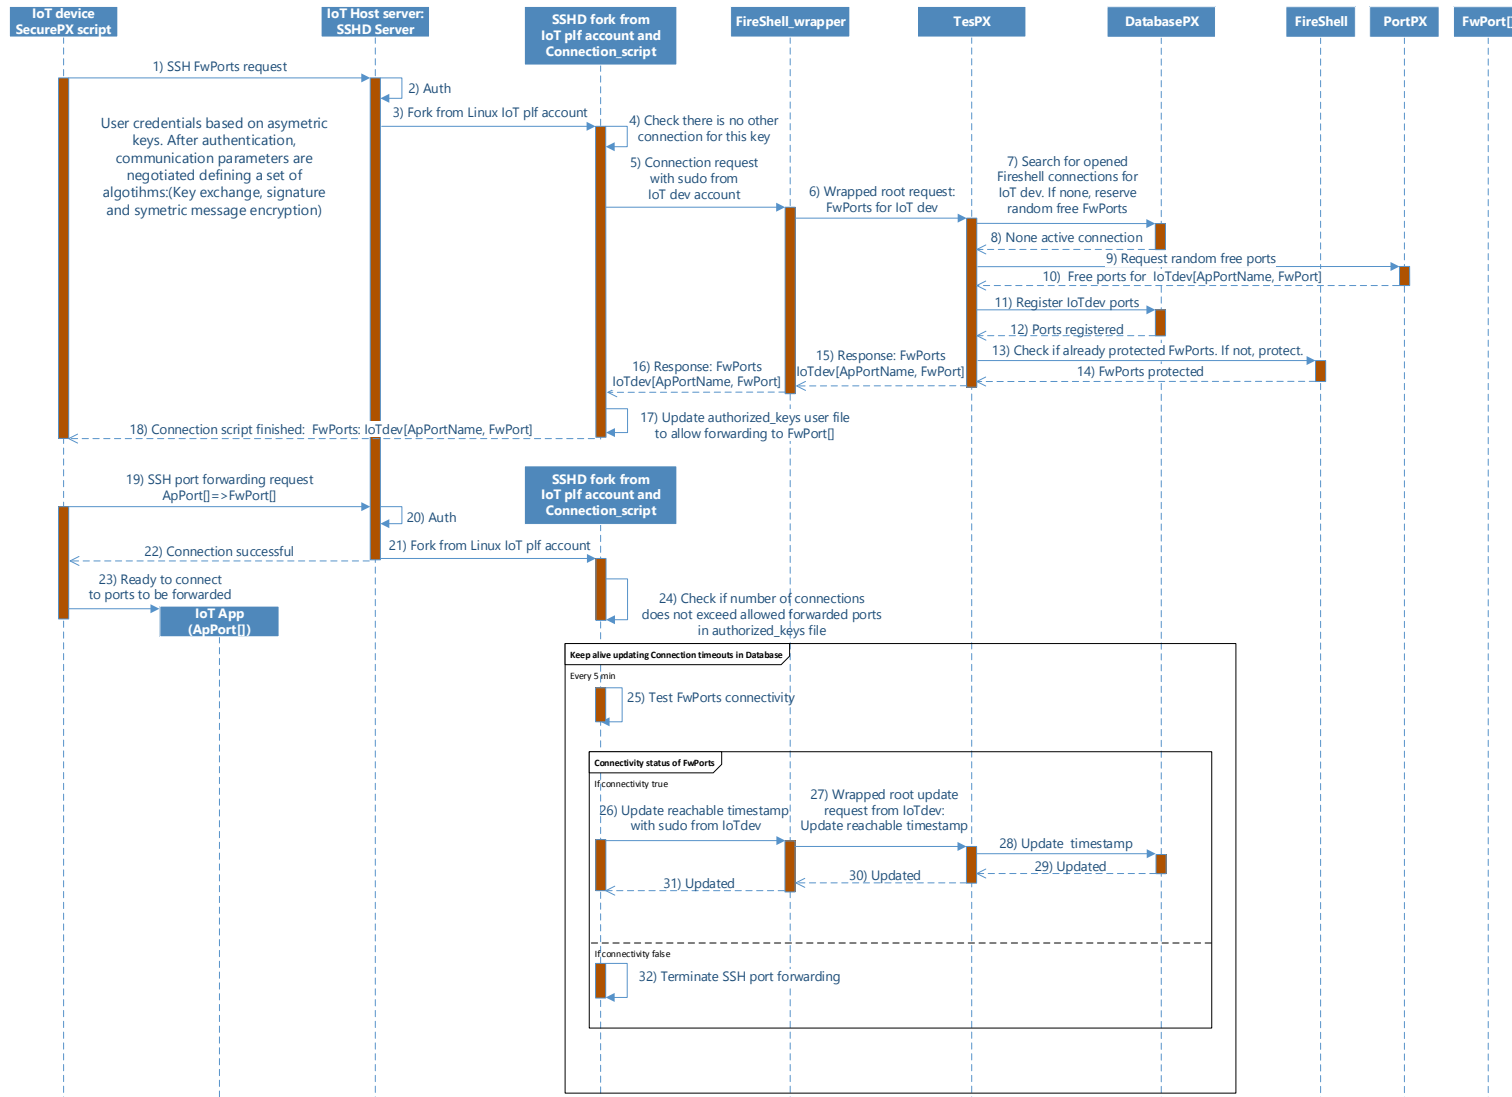 IoT device
SecurePX script
IoT Host server:
SSHD Server
SSHD fork from
IoT plf account and
Connection_script
FireShell_wrapper
TesPX
DatabasePX
FireShell
PortPX
1) SSH FwPorts request
2) Auth
3) Fork from Linux IoT plf account
User credentials based on asymetric
keys. After authentication,
communication parameters are
negotiated defining a set of
algotihms:(Key exchange, signature
and symetric message encryption)
4) Check there is no other
connection for this key
5) Connection request
with sudo from
IoT dev account
6) Wrapped root request:
FwPorts for IoT dev
7) Search for opened
Fireshell connections for
IoT dev. If none, reserve
random free FwPorts
8) None active connection
9) Request random free ports
10)  Free ports for  IoTdev[ApPortName, FwPort]
11) Register IoTdev ports
12) Ports registered
13) Check if already protected FwPorts. If not, protect.
14) FwPorts protected
15) Response: FwPorts
IoTdev[ApPortName, FwPort]
16) Response: FwPorts
IoTdev[ApPortName, FwPort]
17) Update authorized_keys user file
to allow forwarding to FwPort[]
18) Connection script finished:  FwPorts: IoTdev[ApPortName, FwPort]
19) SSH port forwarding request
ApPort[]=>FwPort[]
SSHD fork from
IoT plf account and
Connection_script
20) Auth
21) Fork from Linux IoT plf account
22) Connection successful
23) Ready to connect
to ports to be forwarded
IoT App
(ApPort[])
24) Check if number of connections
does not exceed allowed forwarded ports
in authorized_keys file
Keep alive updating Connection timeouts in Database
Every 5 min
25) Test FwPorts connectivity
Connectivity status of FwPorts
If connectivity true
26) Update reachable timestamp
with sudo from IoTdev
27) Wrapped root update
request from IoTdev:
Update reachable timestamp
28) Update  timestamp
29) Updated
30) Updated
31) Updated
If connectivity false
32) Terminate SSH port forwarding